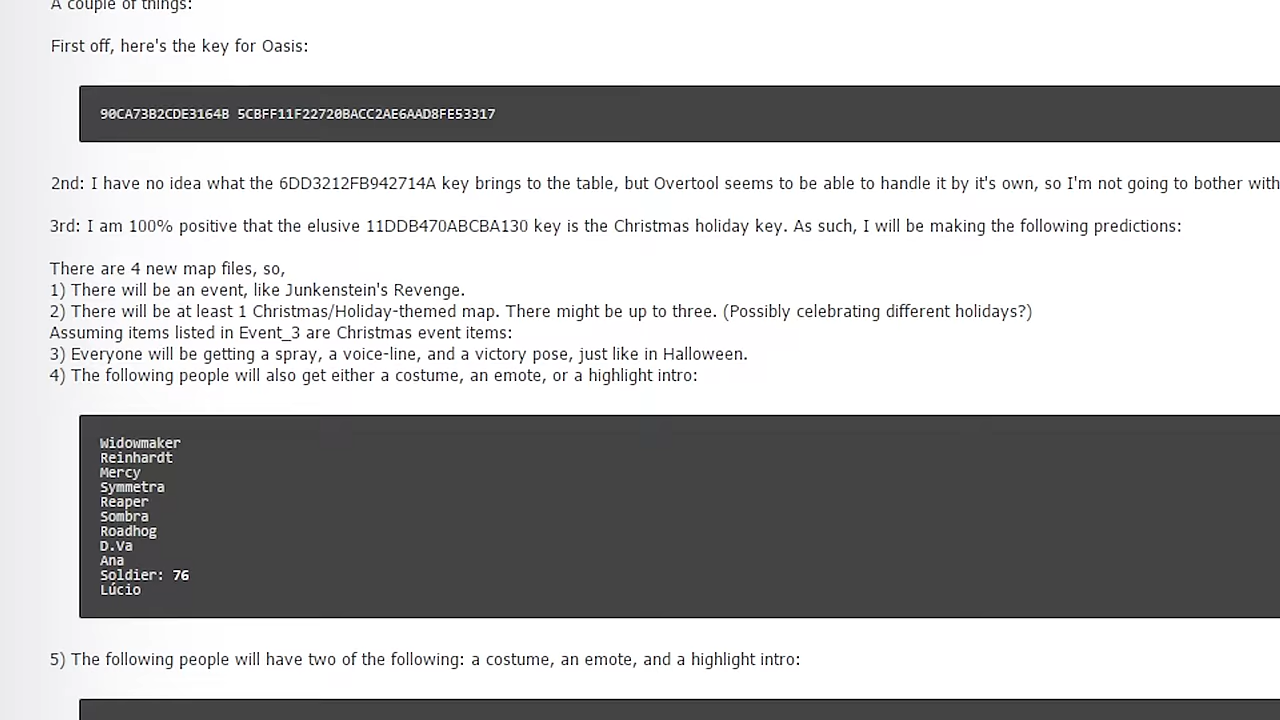 A couple of things:
First off, here's the key for Oasis:
90CA73B2CDE3164B 5CBFF11F22720BACC2AE6AAD8FE53317
2nd: I have no idea what the 6DD3212FB942714A key brings to the table, but Overtool seems to be able to handle it by it's own, so I'm not going to bother with
3rd: I am 100% positive that the elusive 11DDB470ABCBA130 key is the Christmas holiday key. As such, I will be making the following predictions:
There are 4 new map files, so,
1) There will be an event, like Junkenstein's Revenge.
2) There will be at least 1 Christmas/Holiday-themed map. There might be up to three. (Possibly celebrating different holidays?)
Assuming items listed in Event_3 are Christmas event items:
3) Everyone will be getting a spray, a voice-line, and a victory pose, just like in Halloween.
4) The following people will also get either a costume, an emote, or a highlight intro:
Widowmaker
Reinhardt
Mercy
Symmetra
Reaper
Sombra
Roadhog
D.Va
Ana
Soldier: 76
Lúcio
5) The following people will have two of the following: a costume, an emote, and a highlight intro: